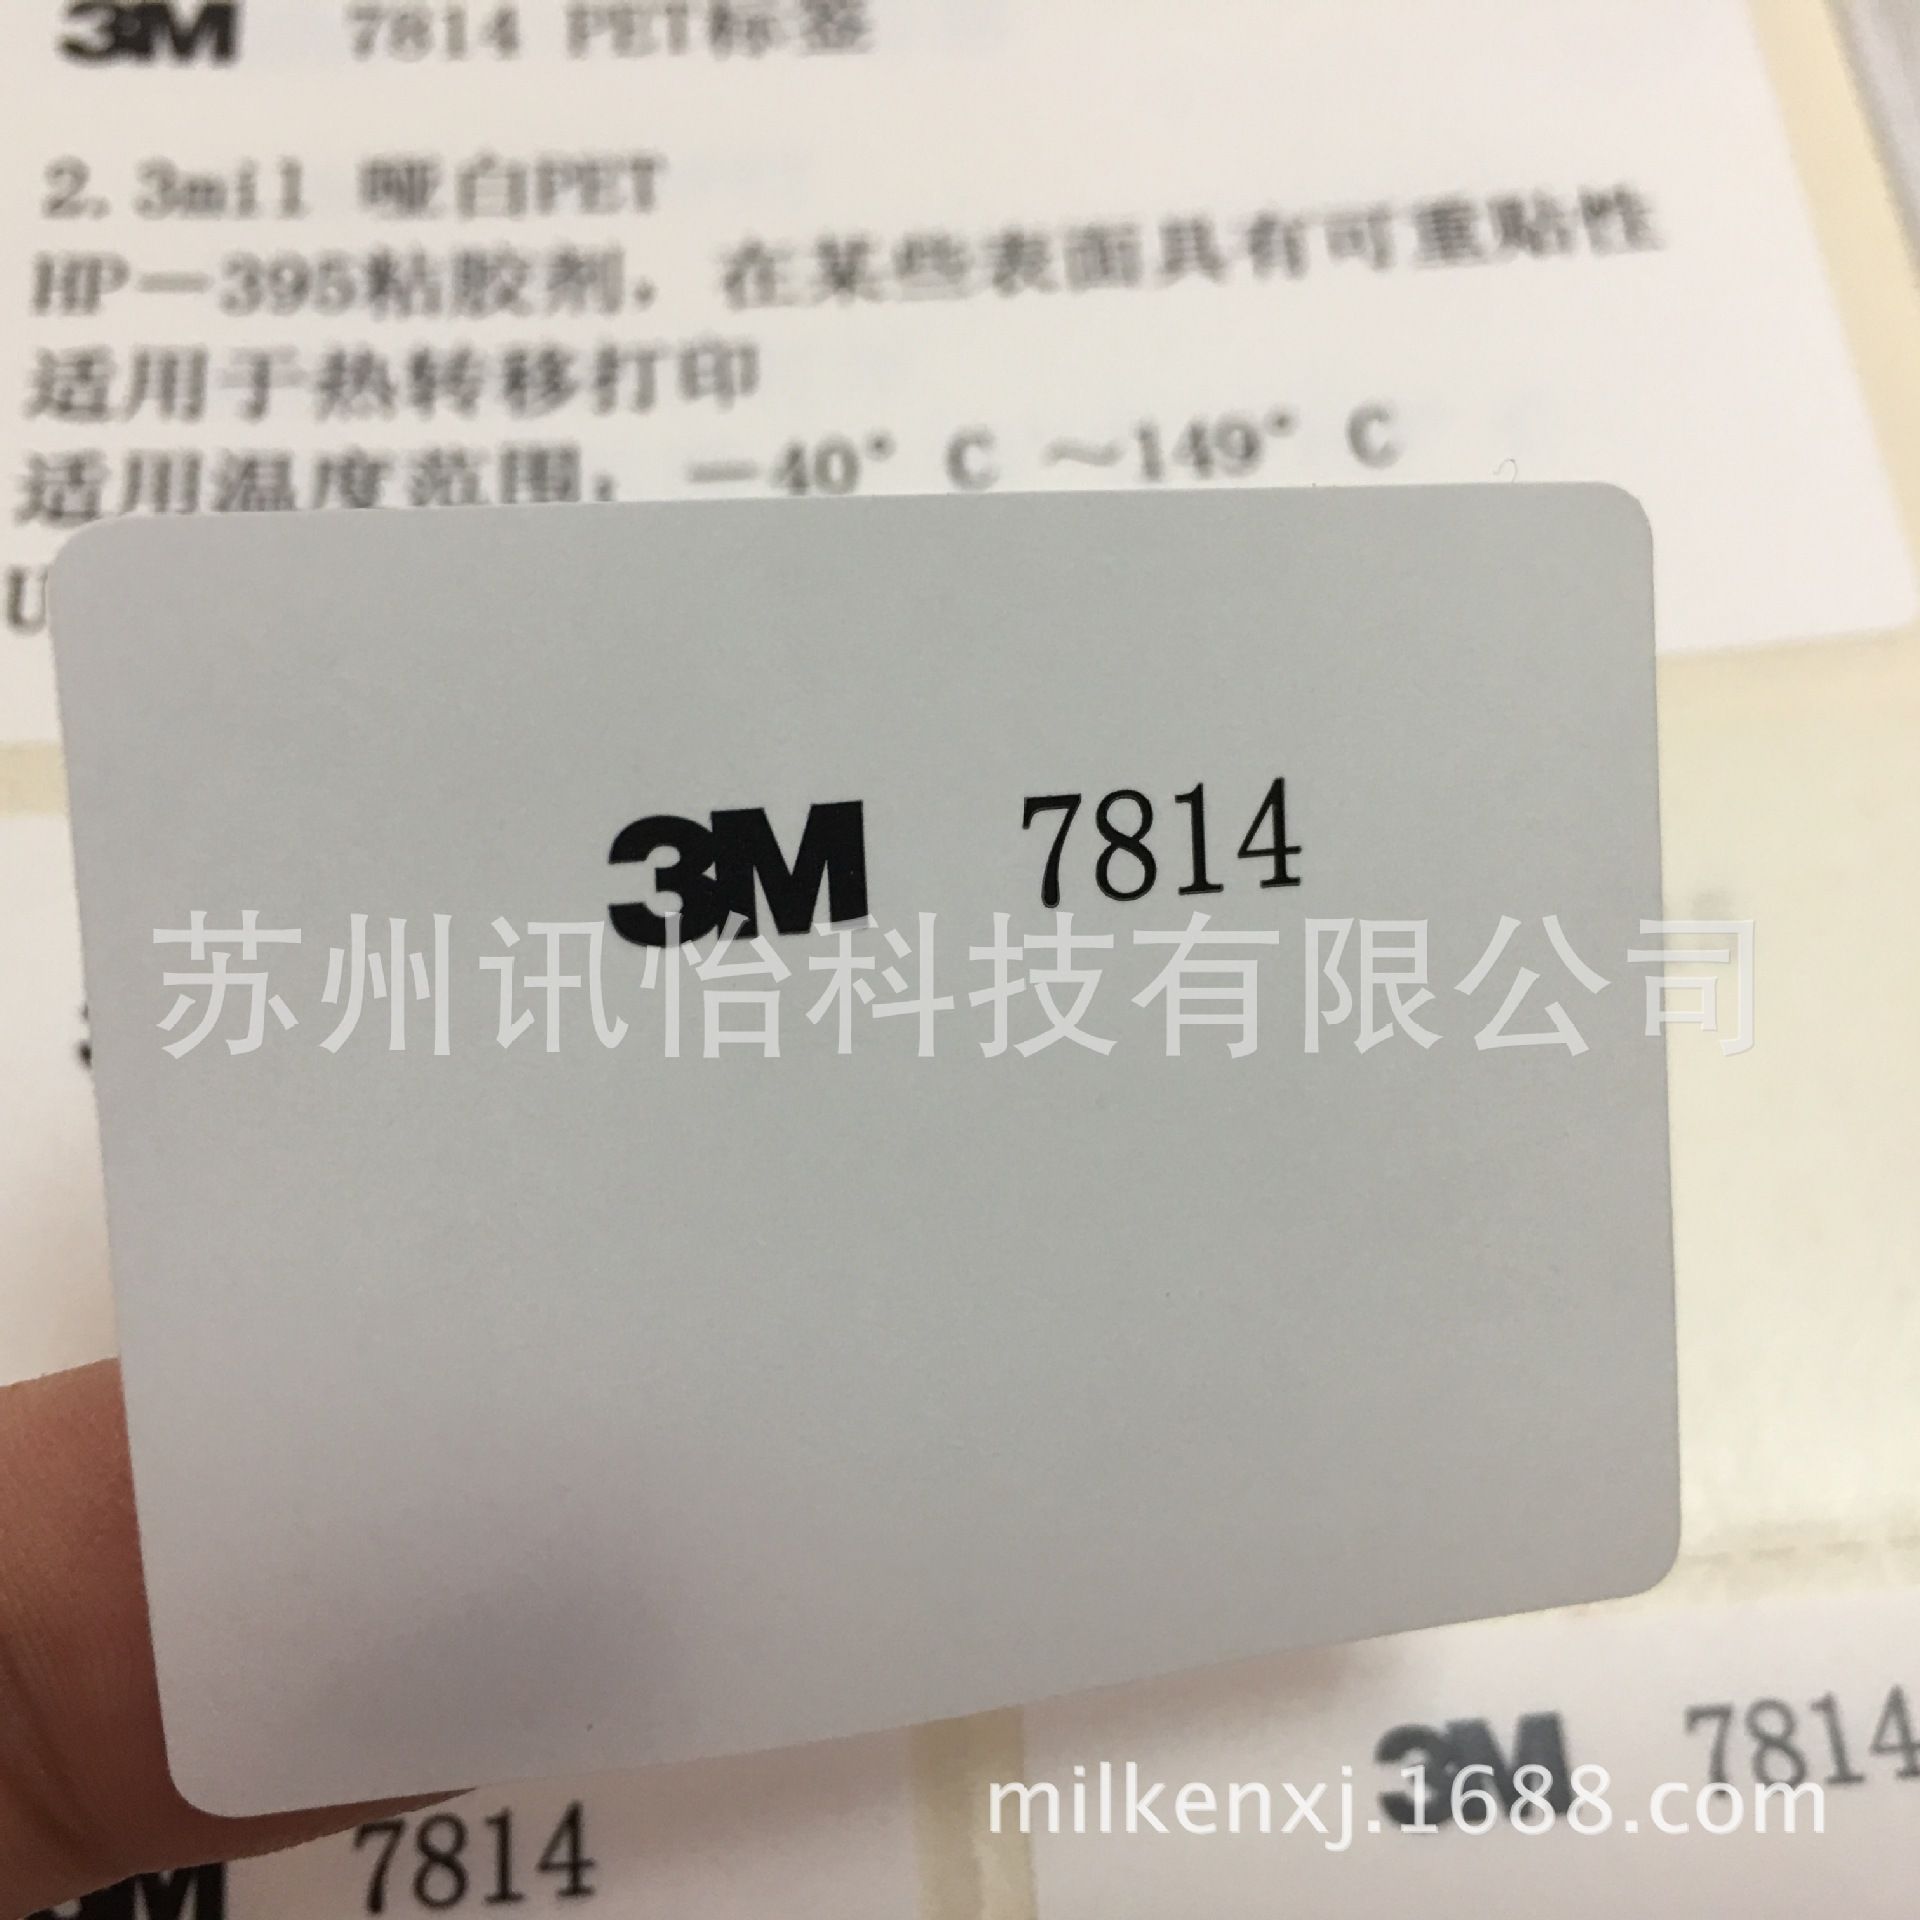 3M 7814 PET标签
2.3mil 哑白PET
HP-395粘胶剂，在某些表面具有可重贴性
适用于热转移打印
适用温度范围：-40°C ～149°C
U
3M 7814
苏州讯怡科技有限公司
3M 7814
milkenxj.1688.com
3M 7814